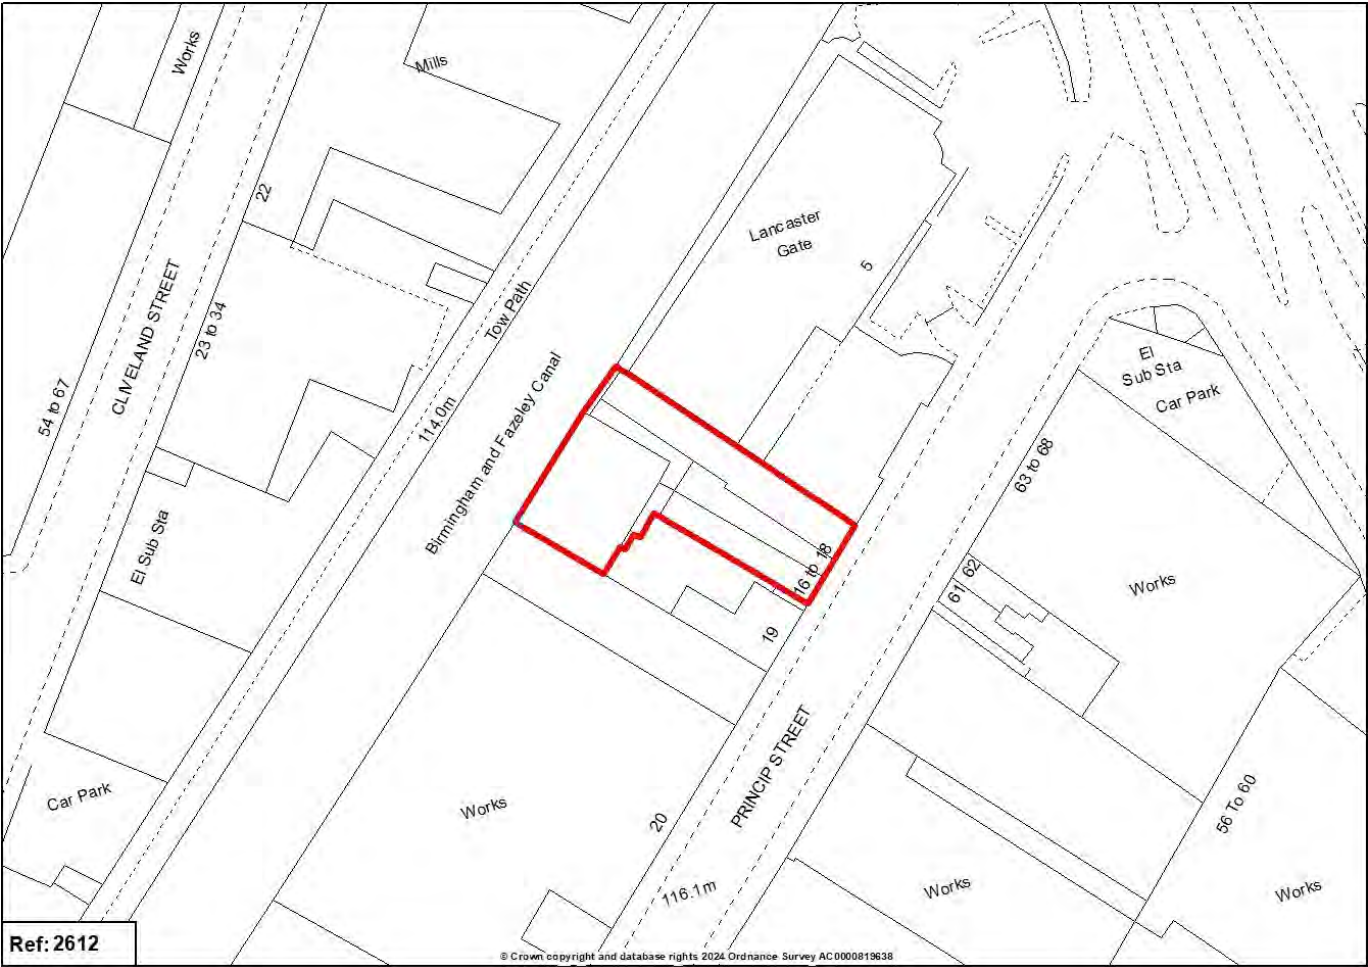 Works
Mills
22
Lancaster
Gate
5
CLIVELAND STREET
23 to 34
Tow Path
54 to 67
114.0m
Birmingham and Fazeley Canal
El
Sub Sta
Car Park
63 to 68
El Sub Sta
16 to 18
62
61
Works
19
PRINCIP STREET
Car Park
Works
20
56 To 60
116.1m
Works
Works
Ref: 2612
© Crown copyright and database rights 2024 Ordnance Survey AC0000819638